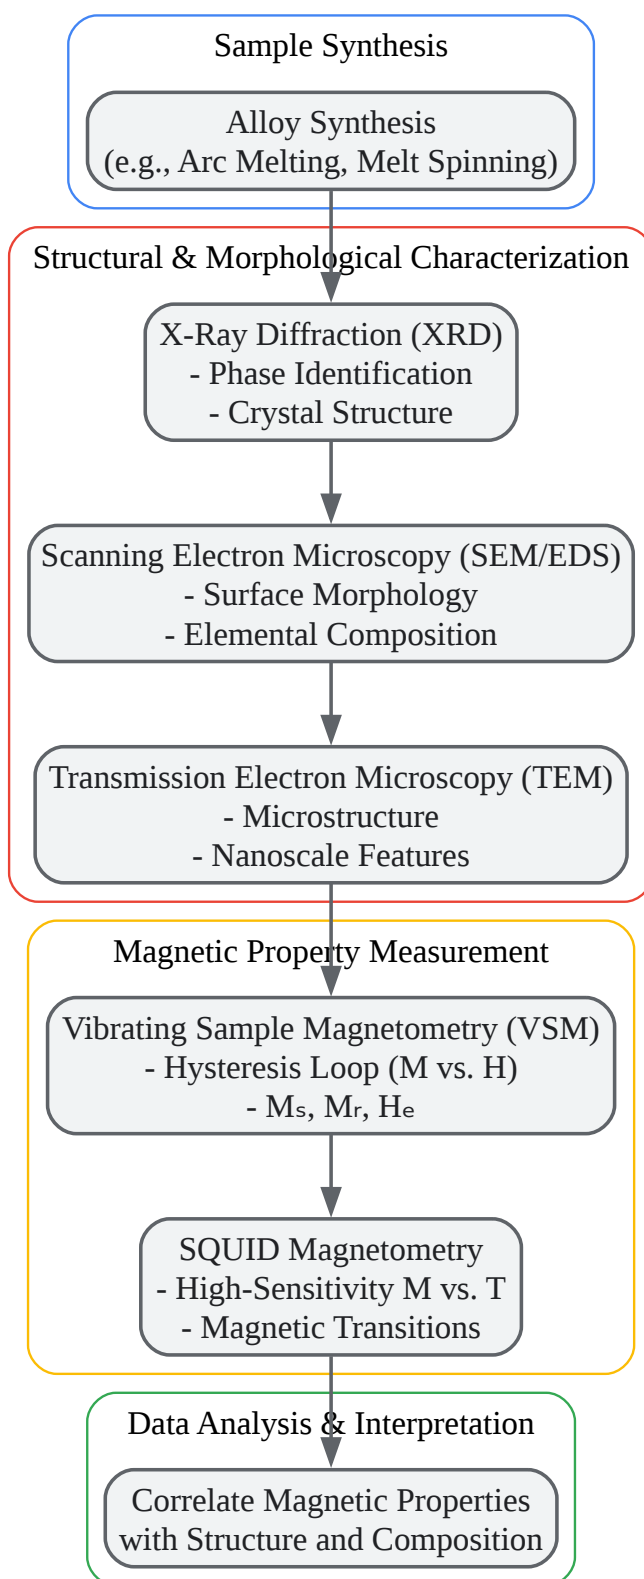 Sample Synthesis
Alloy Synthesis
(e.g., Arc Melting, Melt Spinning)
Structural & Morphological Characterization
X-Ray Diffraction (XRD)
- Phase Identification
- Crystal Structure
Scanning Electron Microscopy (SEM/EDS)
- Surface Morphology
- Elemental Composition
Transmission Electron Microscopy (TEM)
- Microstructure
- Nanoscale Features
Magnetic Property Measurement
Vibrating Sample Magnetometry (VSM)
- Hysteresis Loop (M vs. H)
- Mₛ, Mᵣ, Hₑ
SQUID Magnetometry
- High-Sensitivity M vs. T
- Magnetic Transitions
Data Analysis & Interpretation
Correlate Magnetic Properties
with Structure and Composition